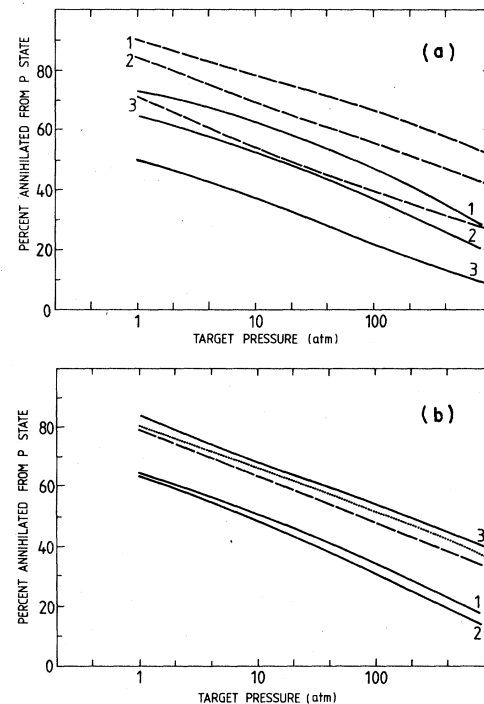 (a)
PERCENT ANNIHILATED FROM P STATE
80
60
40
20
0
1
2
3
1
2
3
1 10 100
TARGET PRESSURE (atm)
(b)
PERCENT ANNIHILATED FROM P STATE
80
60
40
20
0
3
1
2
1 10 100
TARGET PRESSURE (atm)